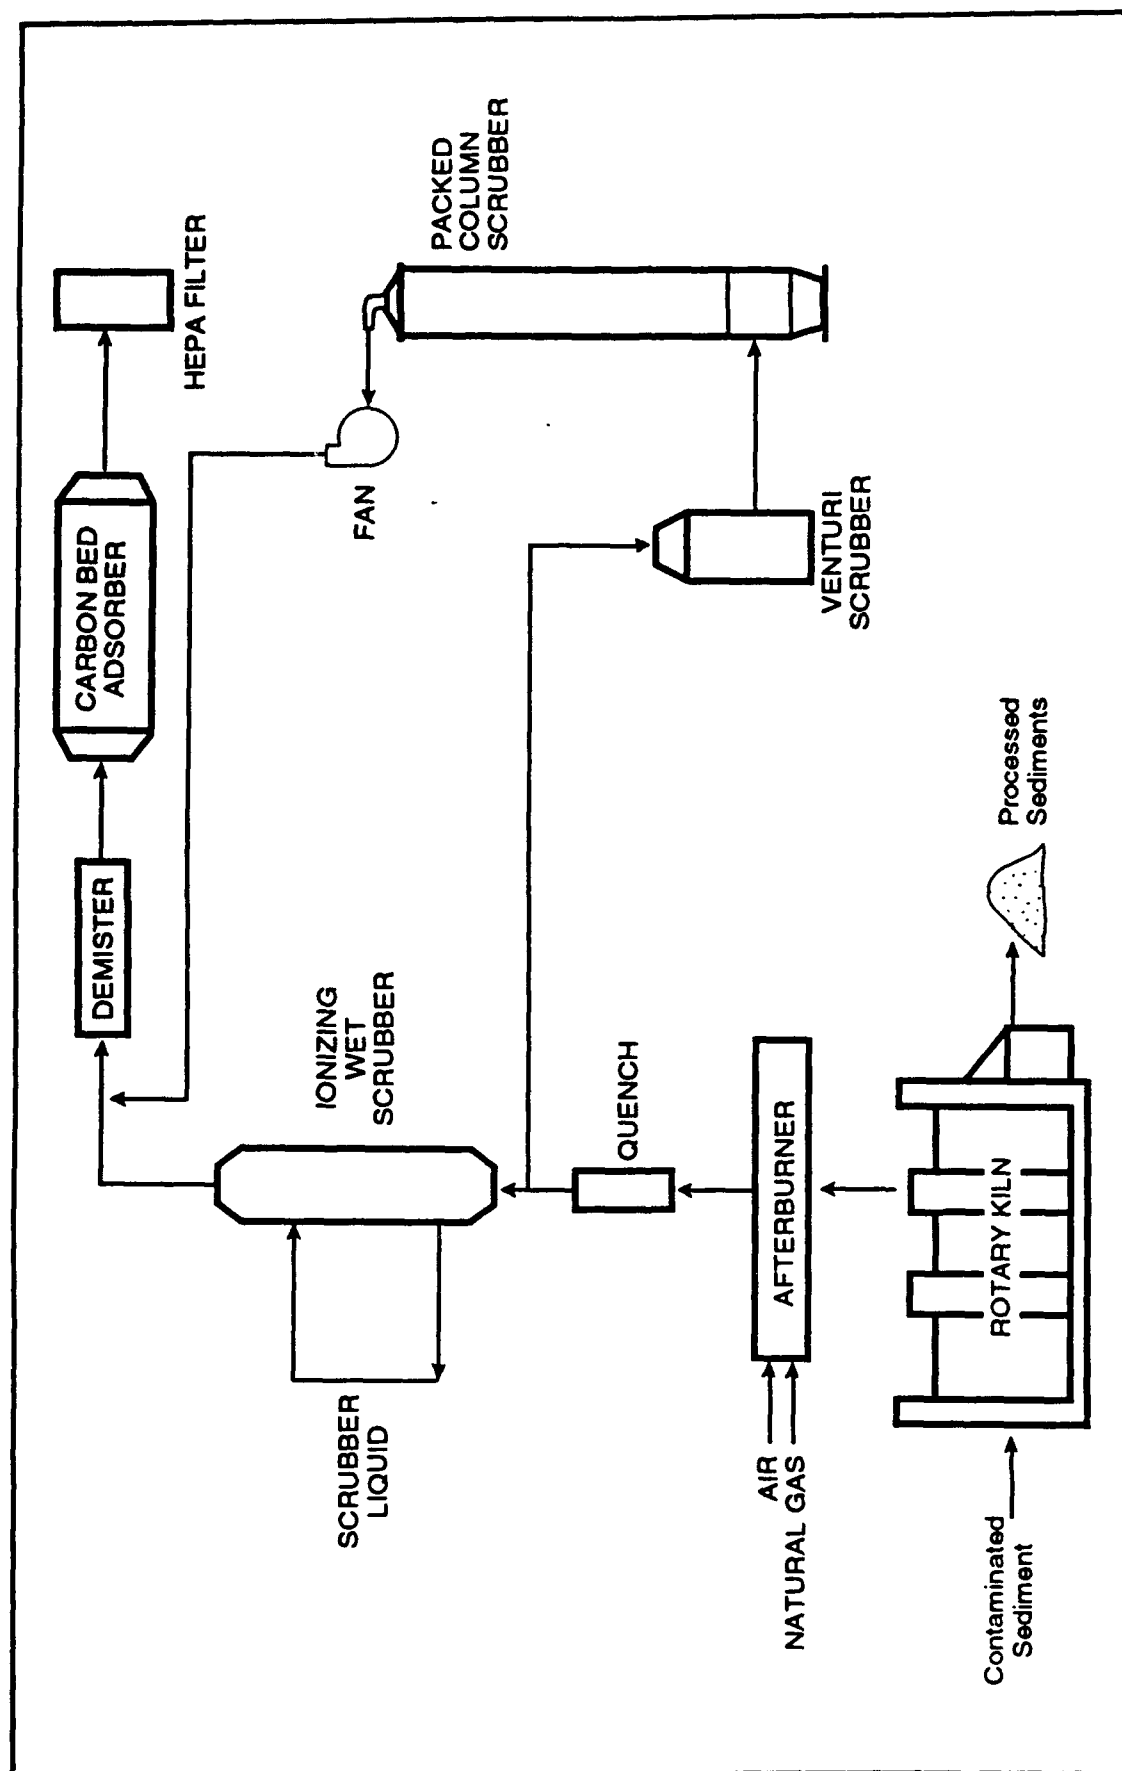 HEPA FILTER
CARBON BED
ADSORBER
DEMISTER
PACKED
COLUMN
SCRUBBER
FAN
VENTURI
SCRUBBER
IONIZING
WET
SCRUBBER
SCRUBBER
LIQUID
QUENCH
AFTERBURNER
AIR
NATURAL GAS
ROTARY KILN
Contaminated
Sediment
Processed
Sediments